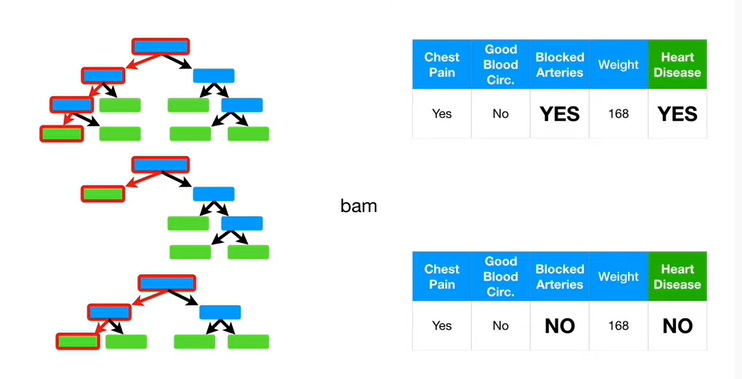 Chest Pain	Good Blood Circ.	Blocked Arteries	Weight	Heart Disease
Yes	No	YES	168	YES
bam
Chest Pain	Good Blood Circ.	Blocked Arteries	Weight	Heart Disease
Yes	No	NO	168	NO